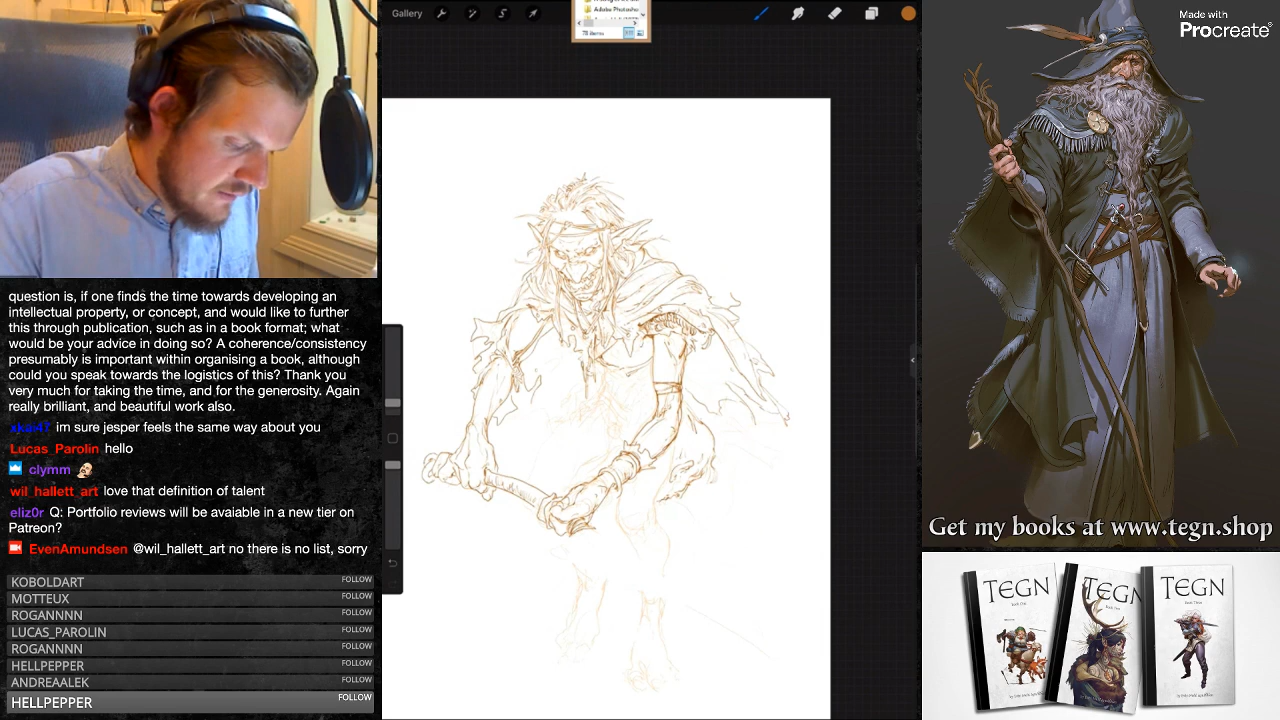 Gallery
Adobe Photosho
78 items
Made with
Procreate
question is, if one finds the time towards developing an
intellectual property, or concept, and would like to further
this through publication, such as in a book format; what
would be your advice in doing so? A coherence/consistency
presumably is important within organising a book, although
could you speak towards the logistics of this? Thank you
very much for taking the time, and for the generosity. Again
really brilliant, and beautiful work also.
im sure jesper feels the same way about you
Lucas_Parolin hello
clymm
wil_hallett_art love that definition of talent
eliz0r Q: Portfolio reviews will be avaiable in a new tier on
Patreon?
EvenAmundsen @wil_hallett_art no there is no list, sorry
KOBOLDART FOLLOW
MOTTEUX FOLLOW
ROGANNNN FOLLOW
LUCAS_PAROLIN FOLLOW
ROGANNNN FOLLOW
HELLPEPPER FOLLOW
ANDREAALEK FOLLOW
HELLPEPPER FOLLOW
Get my books at www.tegn.shop
TEGN
TEGN
TEGN